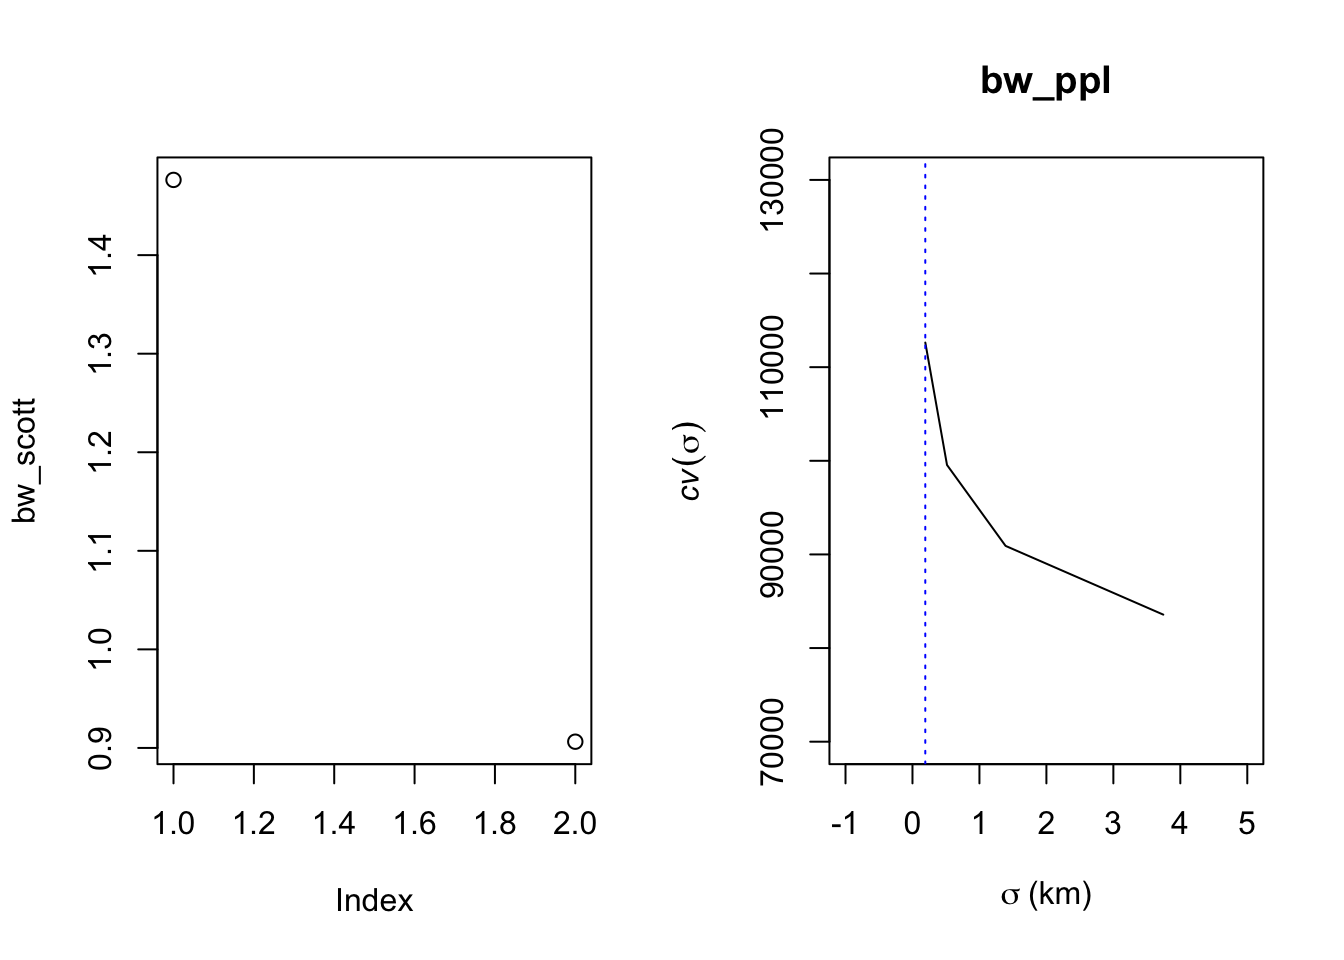 bw_scott
0.9 1.0 1.1 1.2 1.3 1.4
1.0 1.2 1.4 1.6 1.8 2.0
Index
bw_ppl
cv(σ)
70000 90000 110000 130000
-1 0 1 2 3 4 5
σ (km)